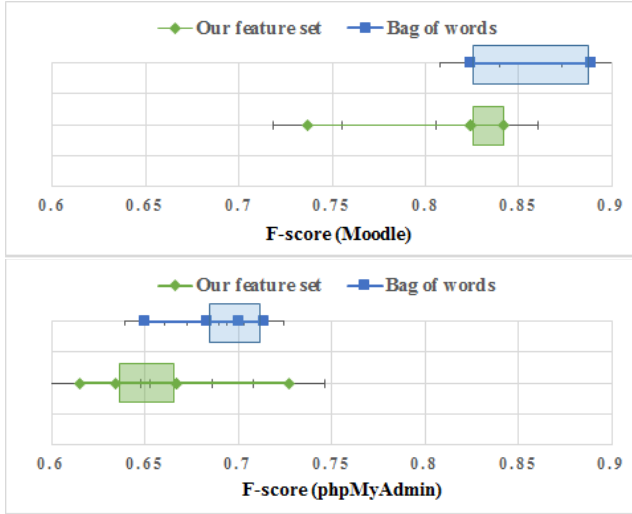 Our feature set Bag of words
0.6 0.65 0.7 0.75 0.8 0.85 0.9
F-score (Moodle)
Our feature set Bag of words
0.6 0.65 0.7 0.75 0.8 0.85 0.9
F-score (phpMyAdmin)